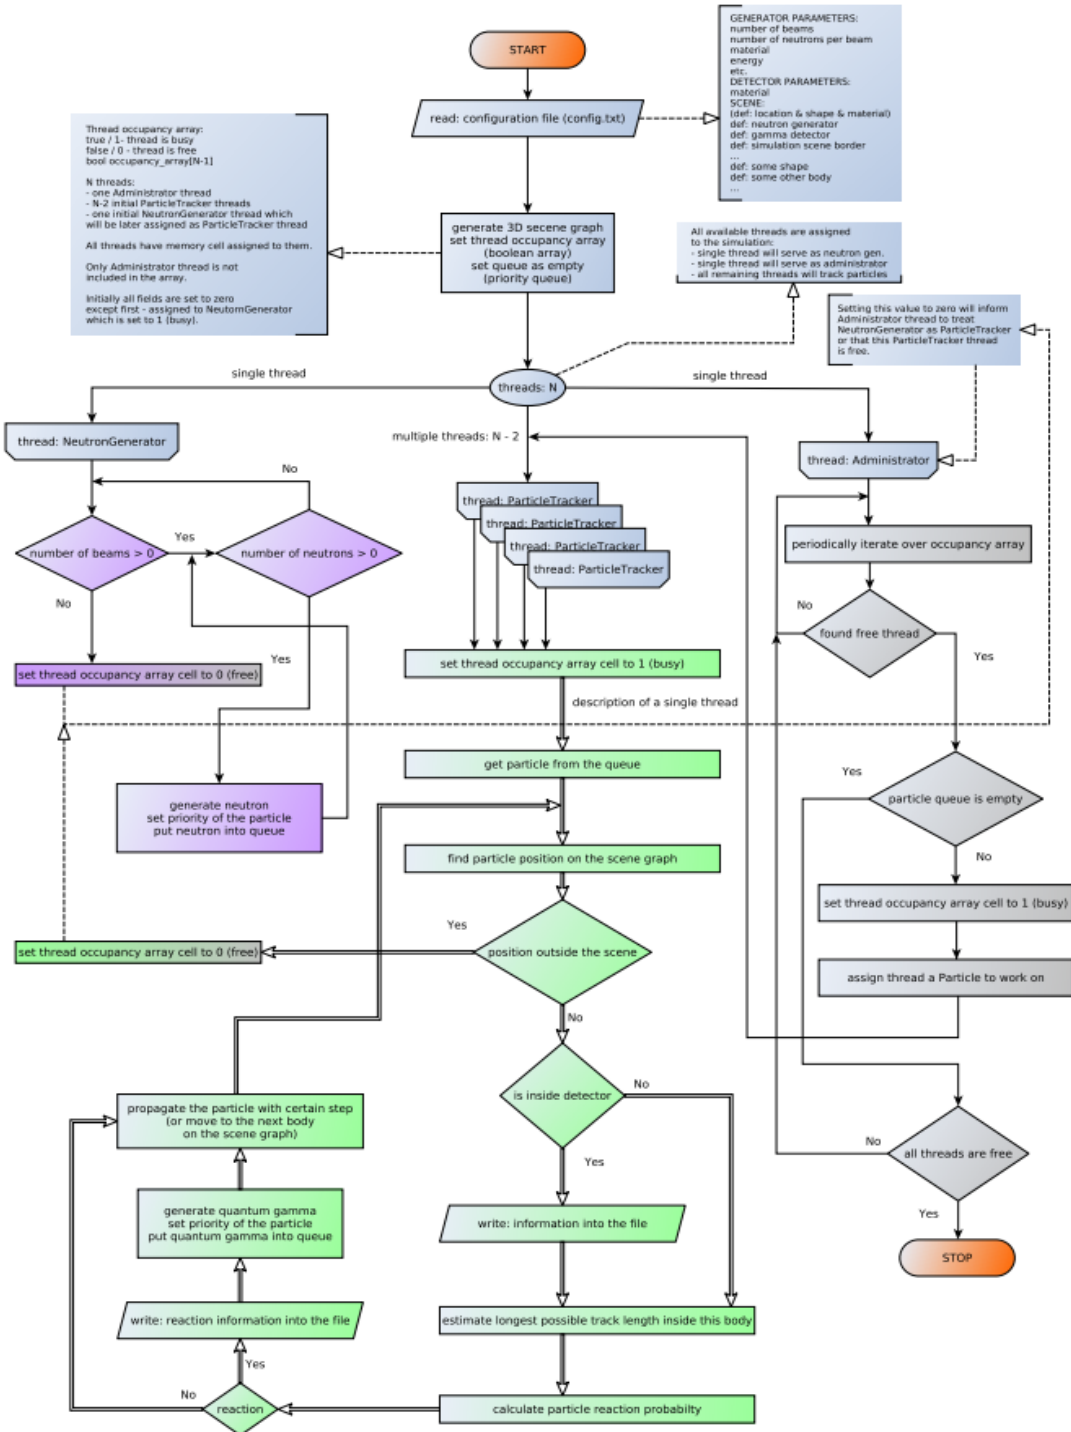 START
read: configuration file (config.txt)
GENERATOR PARAMETERS:
number of beams
number of neutrons per beam
material
energy
etc.
DETECTOR PARAMETERS:
material
SCENE:
(def: location & shape & material)
def: neutron generator
def: gamma detector
def: simulation scene border
...
def: some shape
def: some other body
...
Thread occupancy array:
true / 1- thread is busy
false / 0 - thread is free
bool occupancy_array[N-1]
N threads:
- one Administrator thread
- N-2 initial ParticleTracker threads
- one initial NeutronGenerator thread which
will be later assigned as ParticleTracker thread
All threads have memory cell assigned to them.
Only Administrator thread is not
included in the array.
Initially all fields are set to zero
except first - assigned to NeutornGenerator
which is set to 1 (busy).
generate 3D secene graph
set thread occupancy array
(boolean array)
set queue as empty
(priority queue)
All available threads are assigned
to the simulation:
- single thread will serve as neutron gen.
- single thread will serve as administrator
- all remaining threads will track particles
Setting this value to zero will inform
Administrator thread to treat
NeutronGenerator as ParticleTracker
or that this ParticleTracker thread
is free.
single thread
threads: N
single thread
multiple threads: N - 2
thread: NeutronGenerator
thread: Administrator
No
thread: ParticleTracker
thread: ParticleTracker
thread: ParticleTracker
thread: ParticleTracker
number of beams > 0
Yes
number of neutrons > 0
periodically iterate over occupancy array
No
No
found free thread
Yes
Yes
set thread occupancy array cell to 0 (free)
set thread occupancy array cell to 1 (busy)
description of a single thread
get particle from the queue
Yes
particle queue is empty
No
generate neutron
set priority of the particle
put neutron into queue
find particle position on the scene graph
set thread occupancy array cell to 1 (busy)
Yes
set thread occupancy array cell to 0 (free)
position outside the scene
assign thread a Particle to work on
No
is inside detector
No
propagate the particle with certain step
(or move to the next body
on the scene graph)
Yes
No
all threads are free
Yes
generate quantum gamma
set priority of the particle
put quantum gamma into queue
write: information into the file
STOP
write: reaction information into the file
estimate longest possible track length inside this body
Yes
No
reaction
calculate particle reaction probabilty